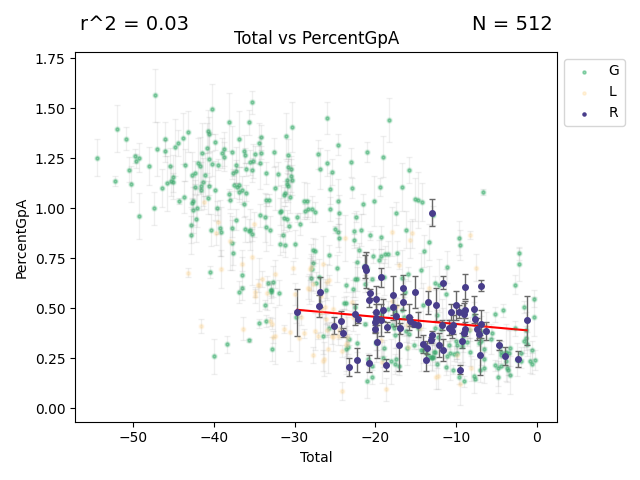 r^2 = 0.03
N = 512
Total vs PercentGpA
1.75
1.50
1.25
1.00
0.75
0.50
0.25
0.00
PercentGpA
−50
−40
−30
−20
−10
0
Total
G
L
R